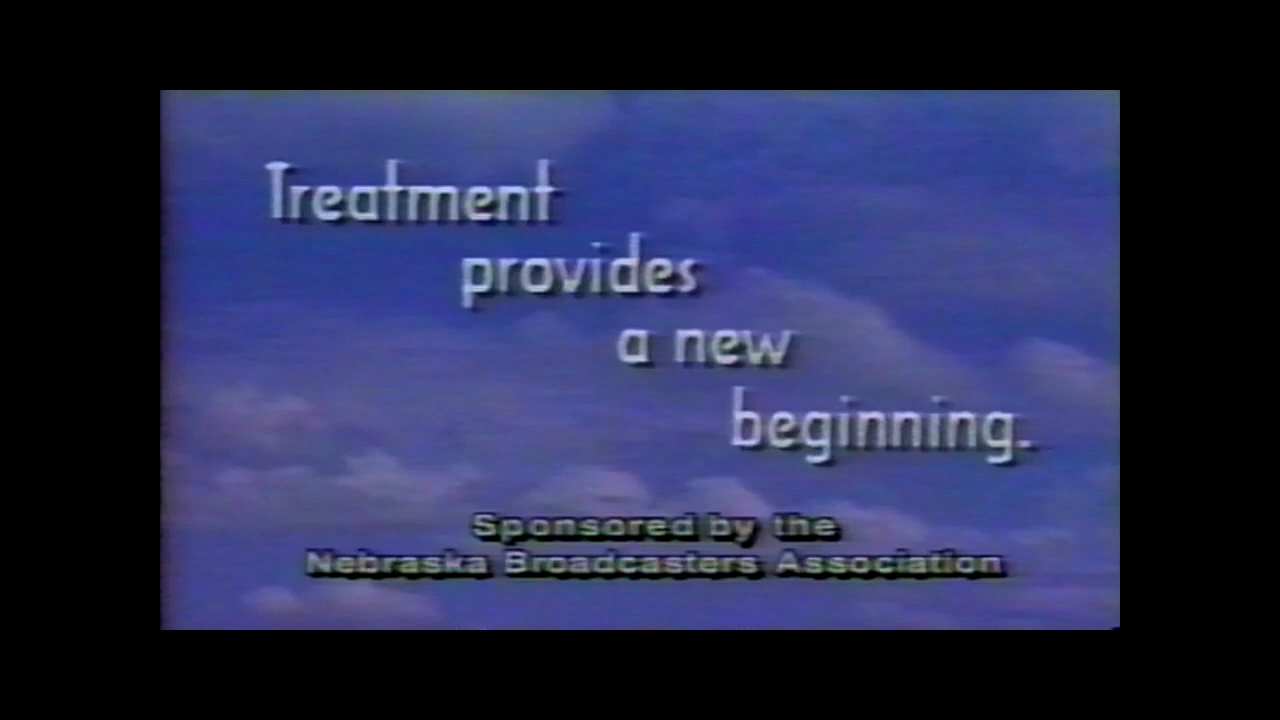 Treatment
provides
a new
beginning.
Sponsored by the
Nebraska Broadcasters Association